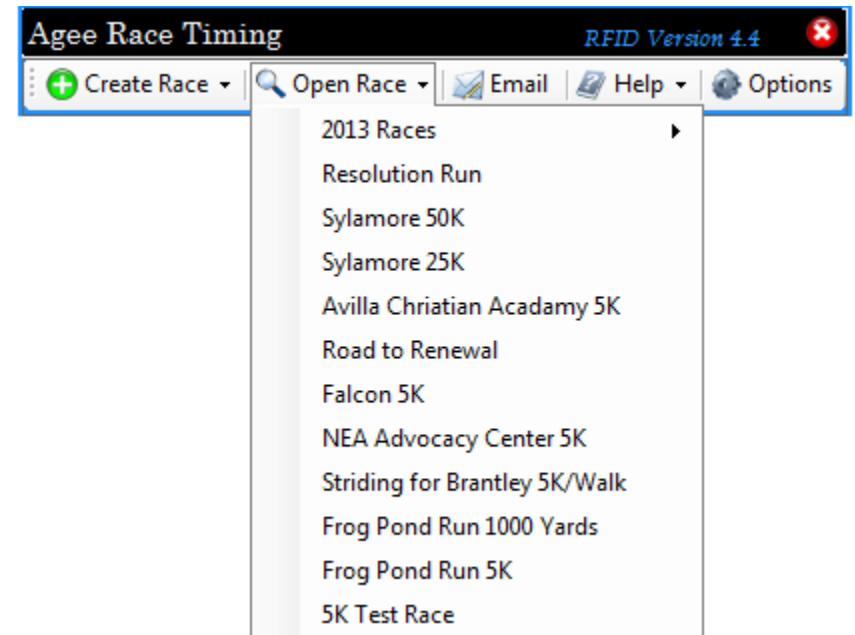 Agee Race Timing RFID Version 4.4
Create Race Open Race Email Help Options
2013 Races
Resolution Run
Sylamore 50K
Sylamore 25K
Avilla Chriatian Acadamy 5K
Road to Renewal
Falcon 5K
NEA Advocacy Center 5K
Striding for Brantley 5K/Walk
Frog Pond Run 1000 Yards
Frog Pond Run 5K
5K Test Race